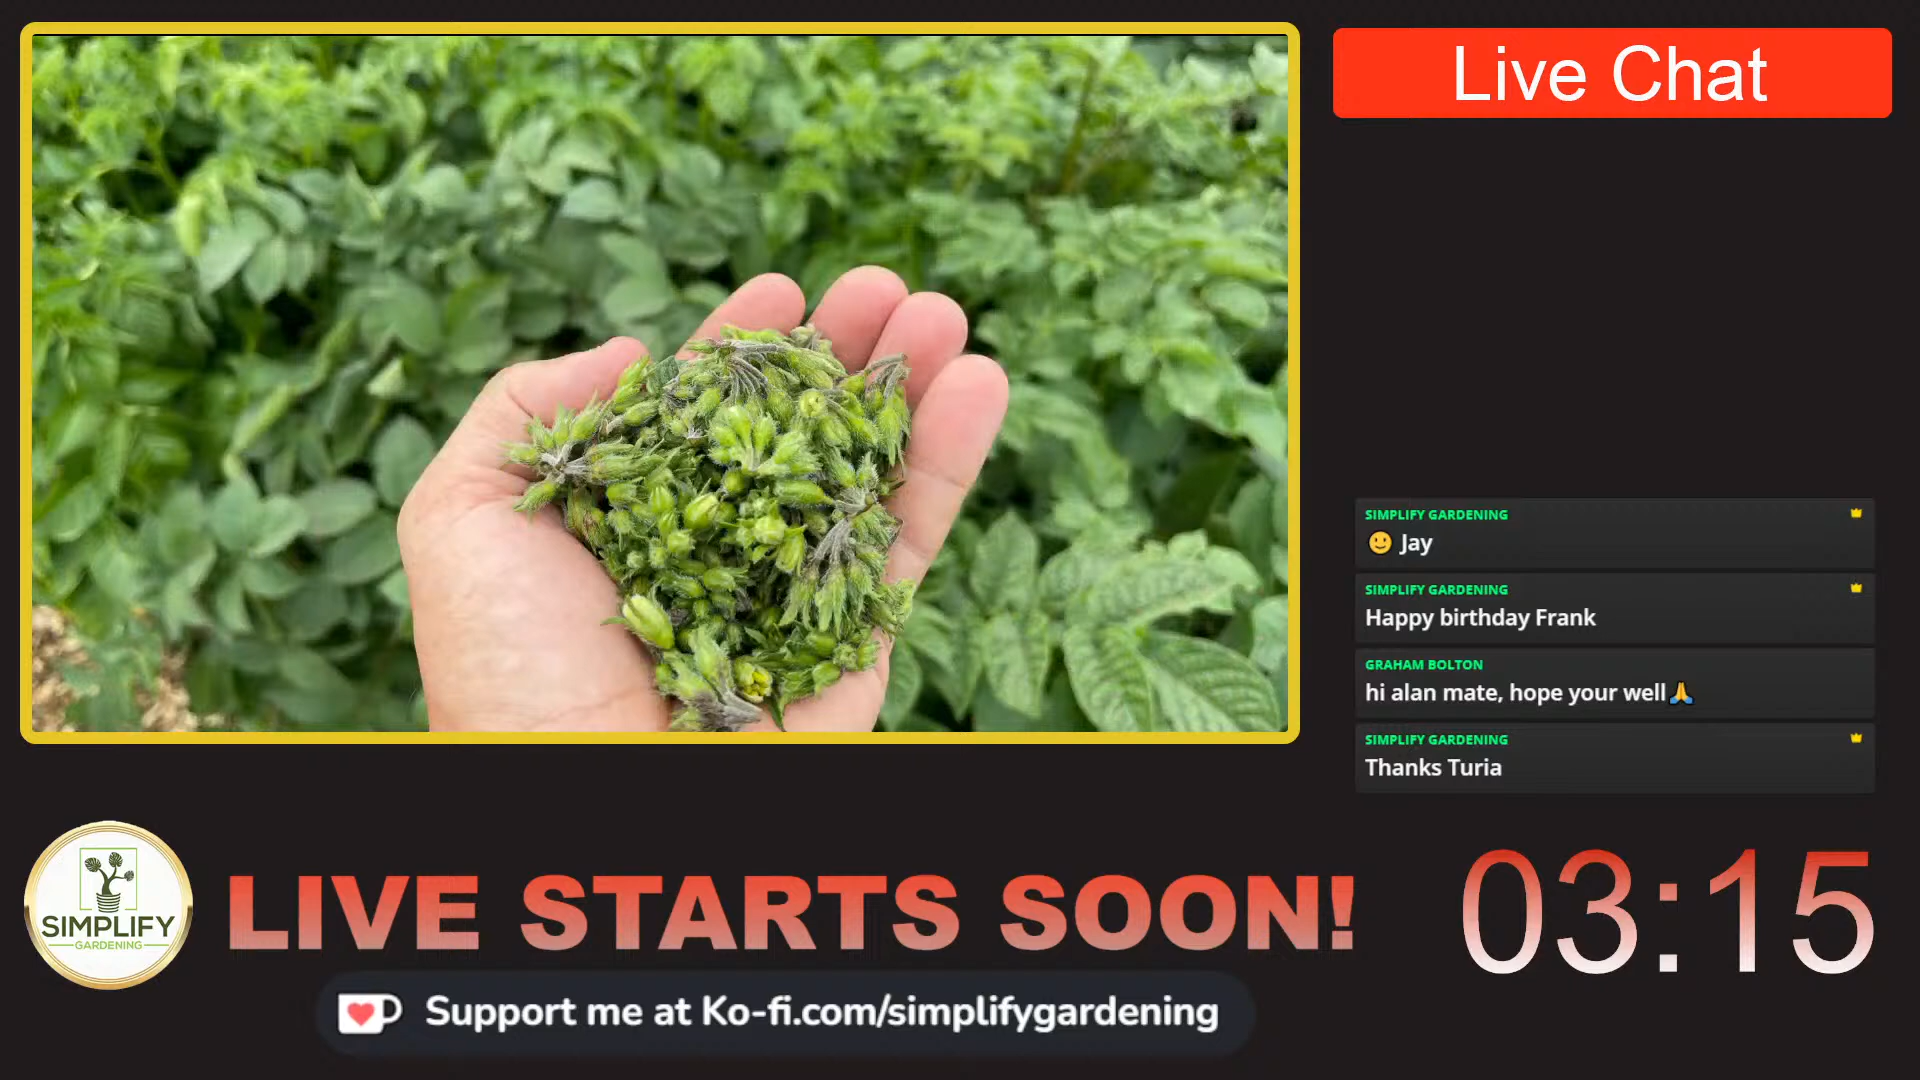 Live Chat
SIMPLIFY GARDENING
🙂 Jay
SIMPLIFY GARDENING
Happy birthday Frank
GRAHAM BOLTON
hi alan mate, hope your well🙏
SIMPLIFY GARDENING
Thanks Turia
SIMPLIFY
GARDENING
LIVE STARTS SOON!
03:15
Support me at Ko-fi.com/simplifygardening